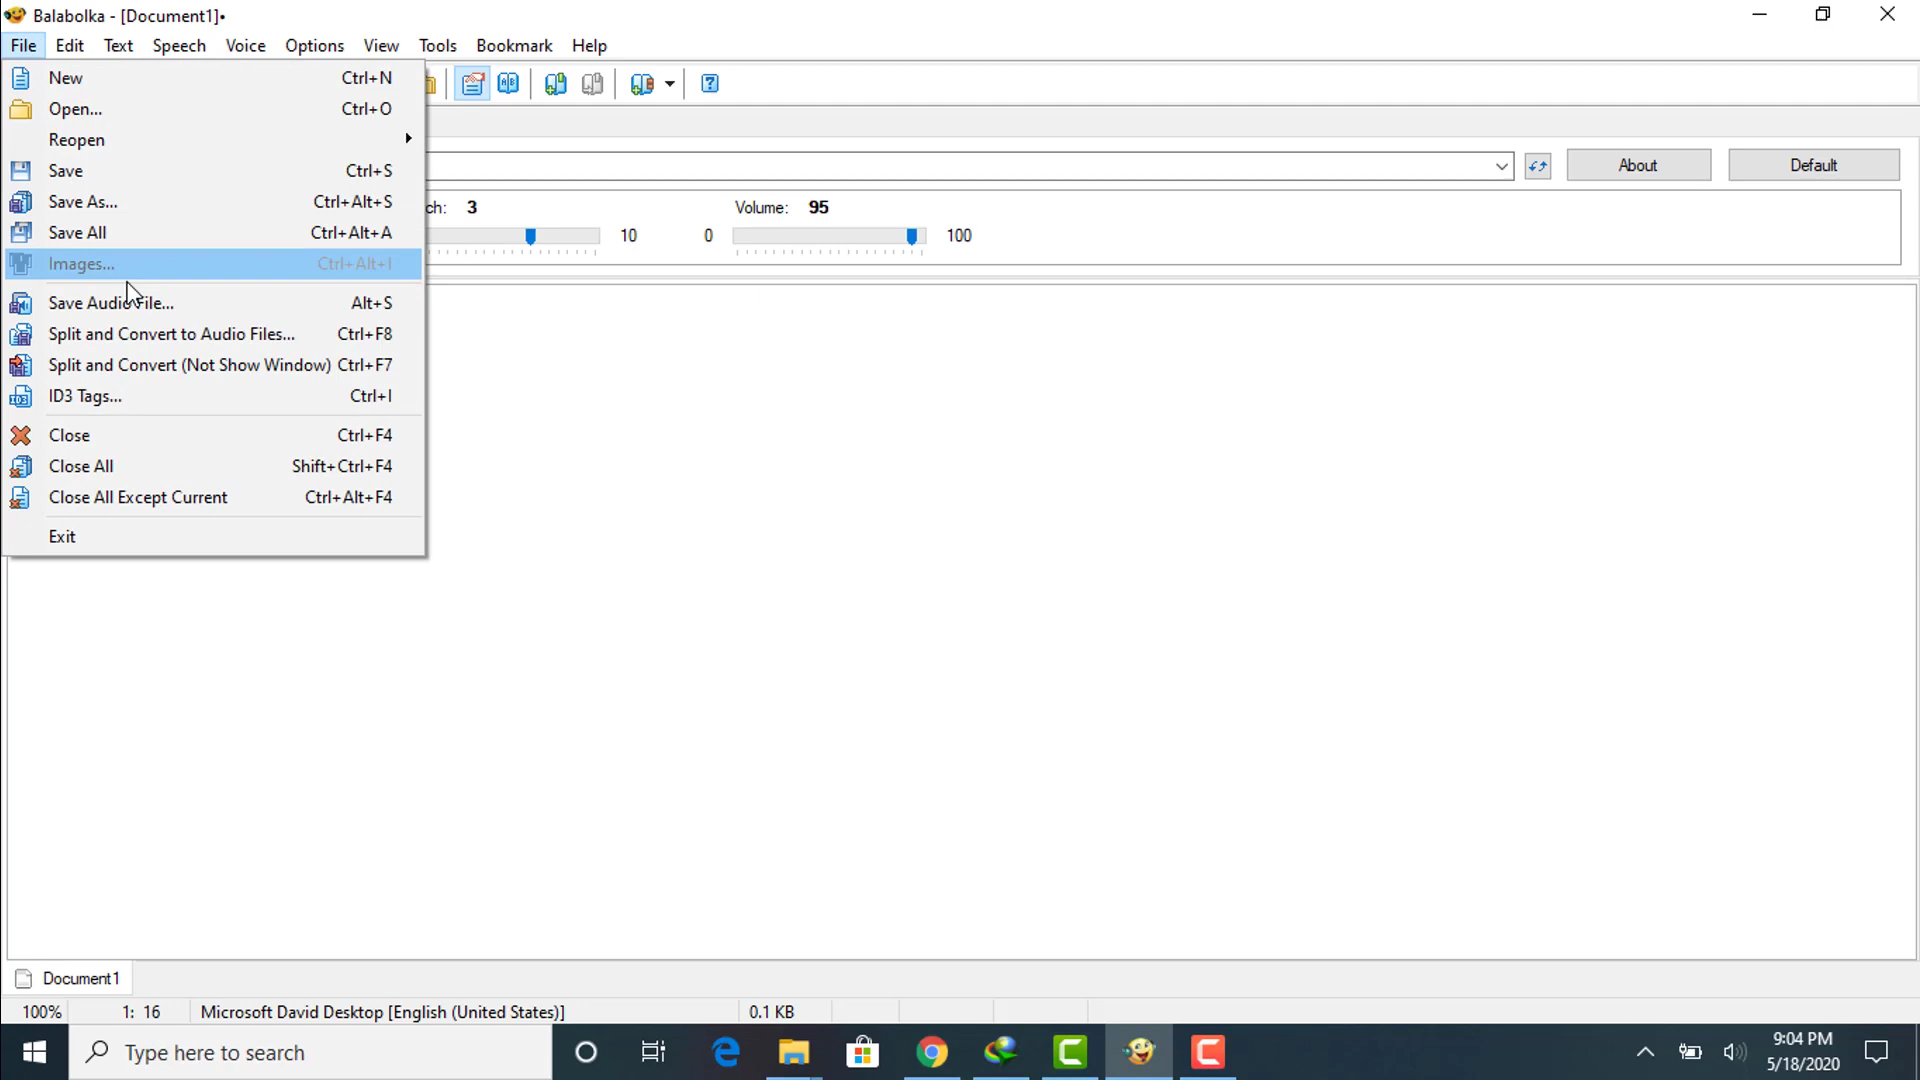 Balabolka - [Document1]•
File Edit Text Speech Voice Options View Tools Bookmark Help
New Ctrl+N
Open... Ctrl+O
Reopen
Save Ctrl+S
Save As... Ctrl+Alt+S
Save All Ctrl+Alt+A
Images... Ctrl+Alt+I
Save Audio File... Alt+S
Split and Convert to Audio Files... Ctrl+F8
Split and Convert (Not Show Window) Ctrl+F7
ID3 Tags... Ctrl+I
Close Ctrl+F4
Close All Shift+Ctrl+F4
Close All Except Current Ctrl+Alt+F4
Exit
About Default
ch: 3 Volume: 95
10 0 100
Document1
100% 1: 16 Microsoft David Desktop [English (United States)] 0.1 KB
Type here to search
9:04 PM
5/18/2020